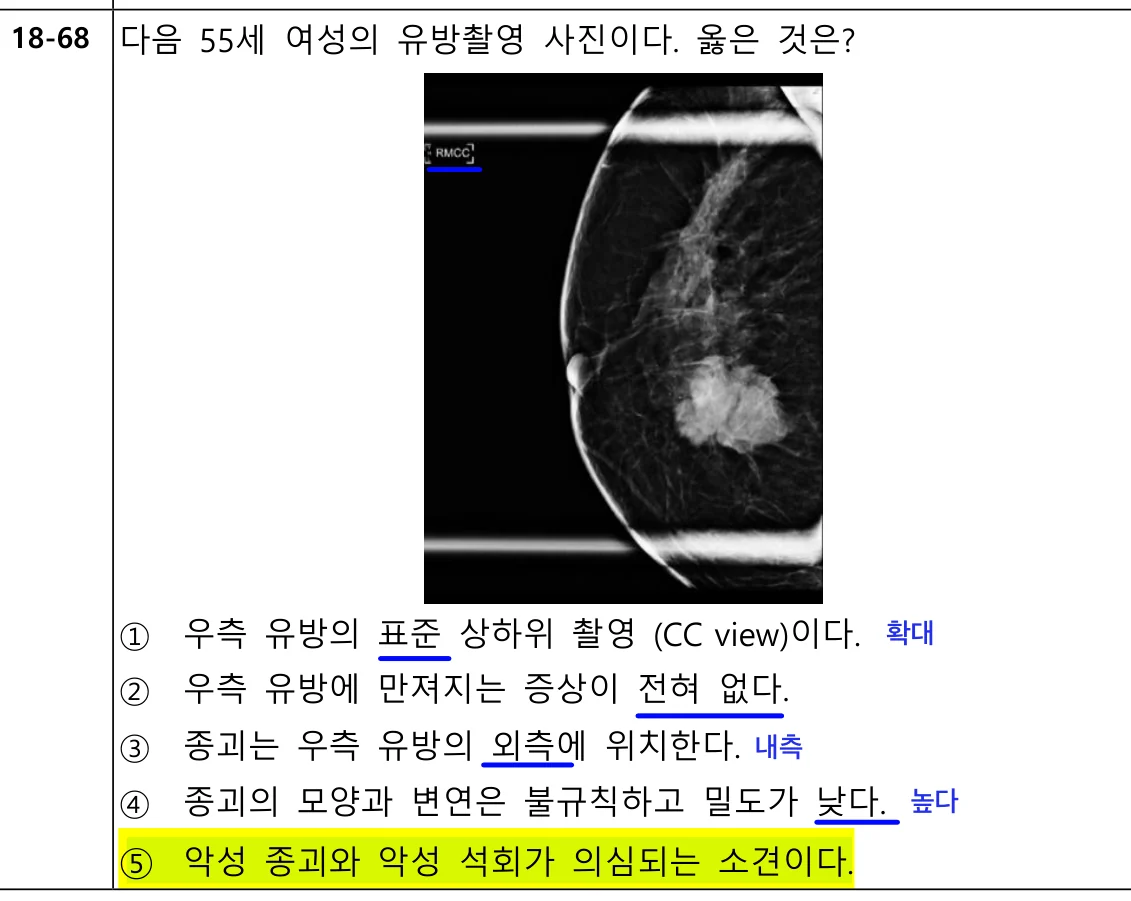 18-68 다음 55세 여성의 유방촬영 사진이다. 옳은 것은?
RMCC
① 우측 유방의 표준 상하위 촬영 (CC view)이다. 확대
② 우측 유방에 만져지는 증상이 전혀 없다.
③ 종괴는 우측 유방의 외측에 위치한다. 내측
④ 종괴의 모양과 변연은 불규칙하고 밀도가 낮다. 높다
⑤ 악성 종괴와 악성 석회가 의심되는 소견이다.